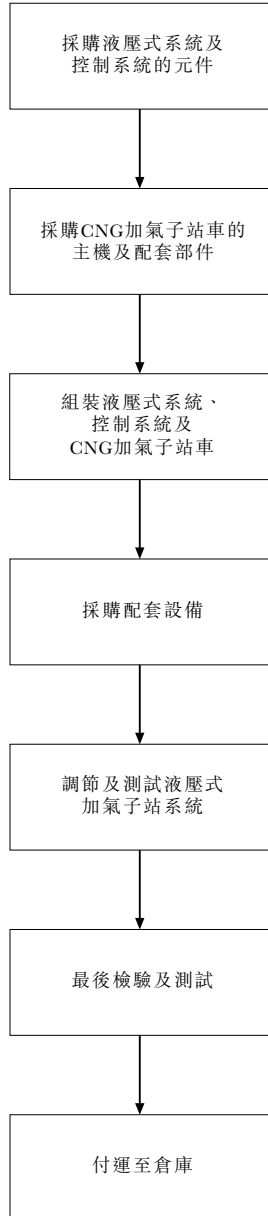 採購液壓式系統及
控制系統的元件
採購CNG加氣子站車的
主機及配套部件
組裝液壓式系統、
控制系統及
CNG加氣子站車
採購配套設備
調節及測試液壓式
加氣子站系統
最後檢驗及測試
付運至倉庫